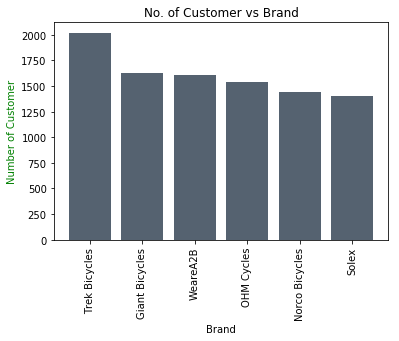 No. of Customer vs Brand
Number of Customer
2000
1750
1500
1250
1000
750
500
250
0
Trek Bicycles
Giant Bicycles
WeareA2B
OHM Cycles
Norco Bicycles
Solex
Brand